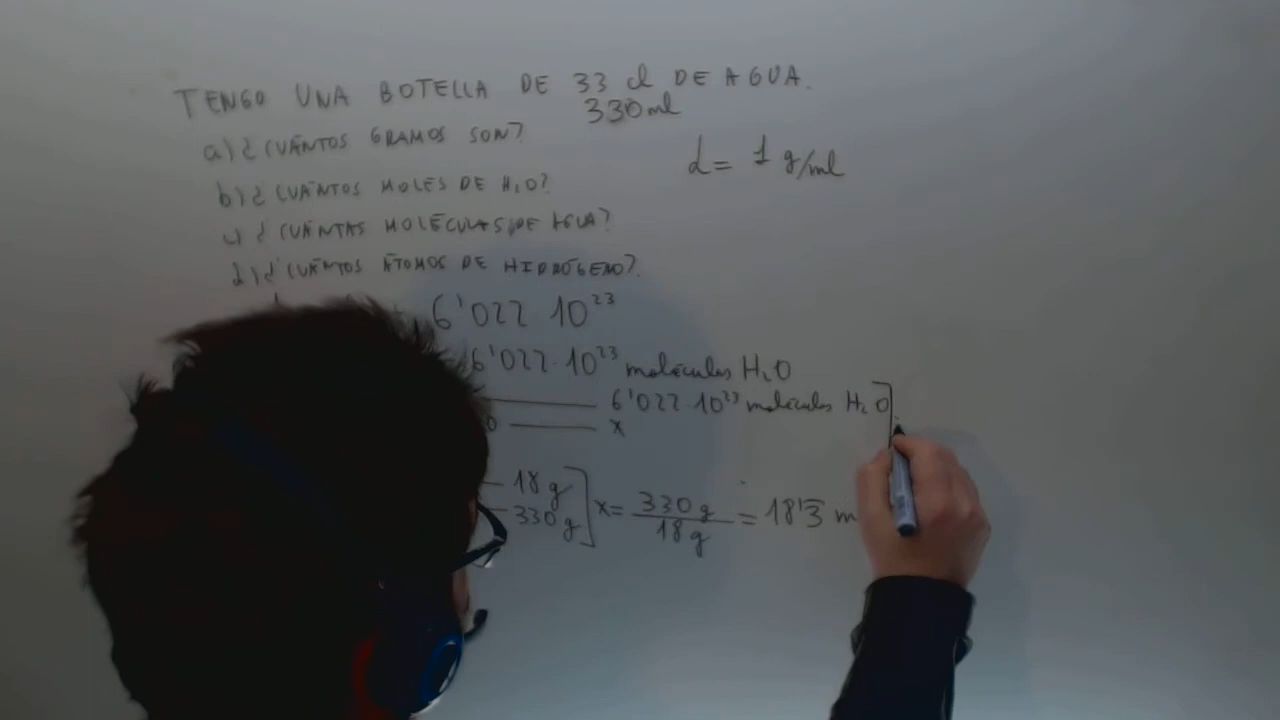 TENGO UNA BOTELLA DE 33 cl DE AGUA.
330 ml
a) ¿CUÁNTOS GRAMOS SON?
d = 1 g/ml
b) ¿CUÁNTOS MOLES DE H₂O?
c) ¿CUÁNTAS MOLÉCULAS DE AGUA?
d) ¿CUÁNTOS ÁTOMOS DE HIDRÓGENO?
6'022 10²³
6'022·10²³ moléculas H₂O
6'022 10²³ moléculas H₂O
0 — x
18 g
330 g
x = 330 g / 18 g = 18'3 m